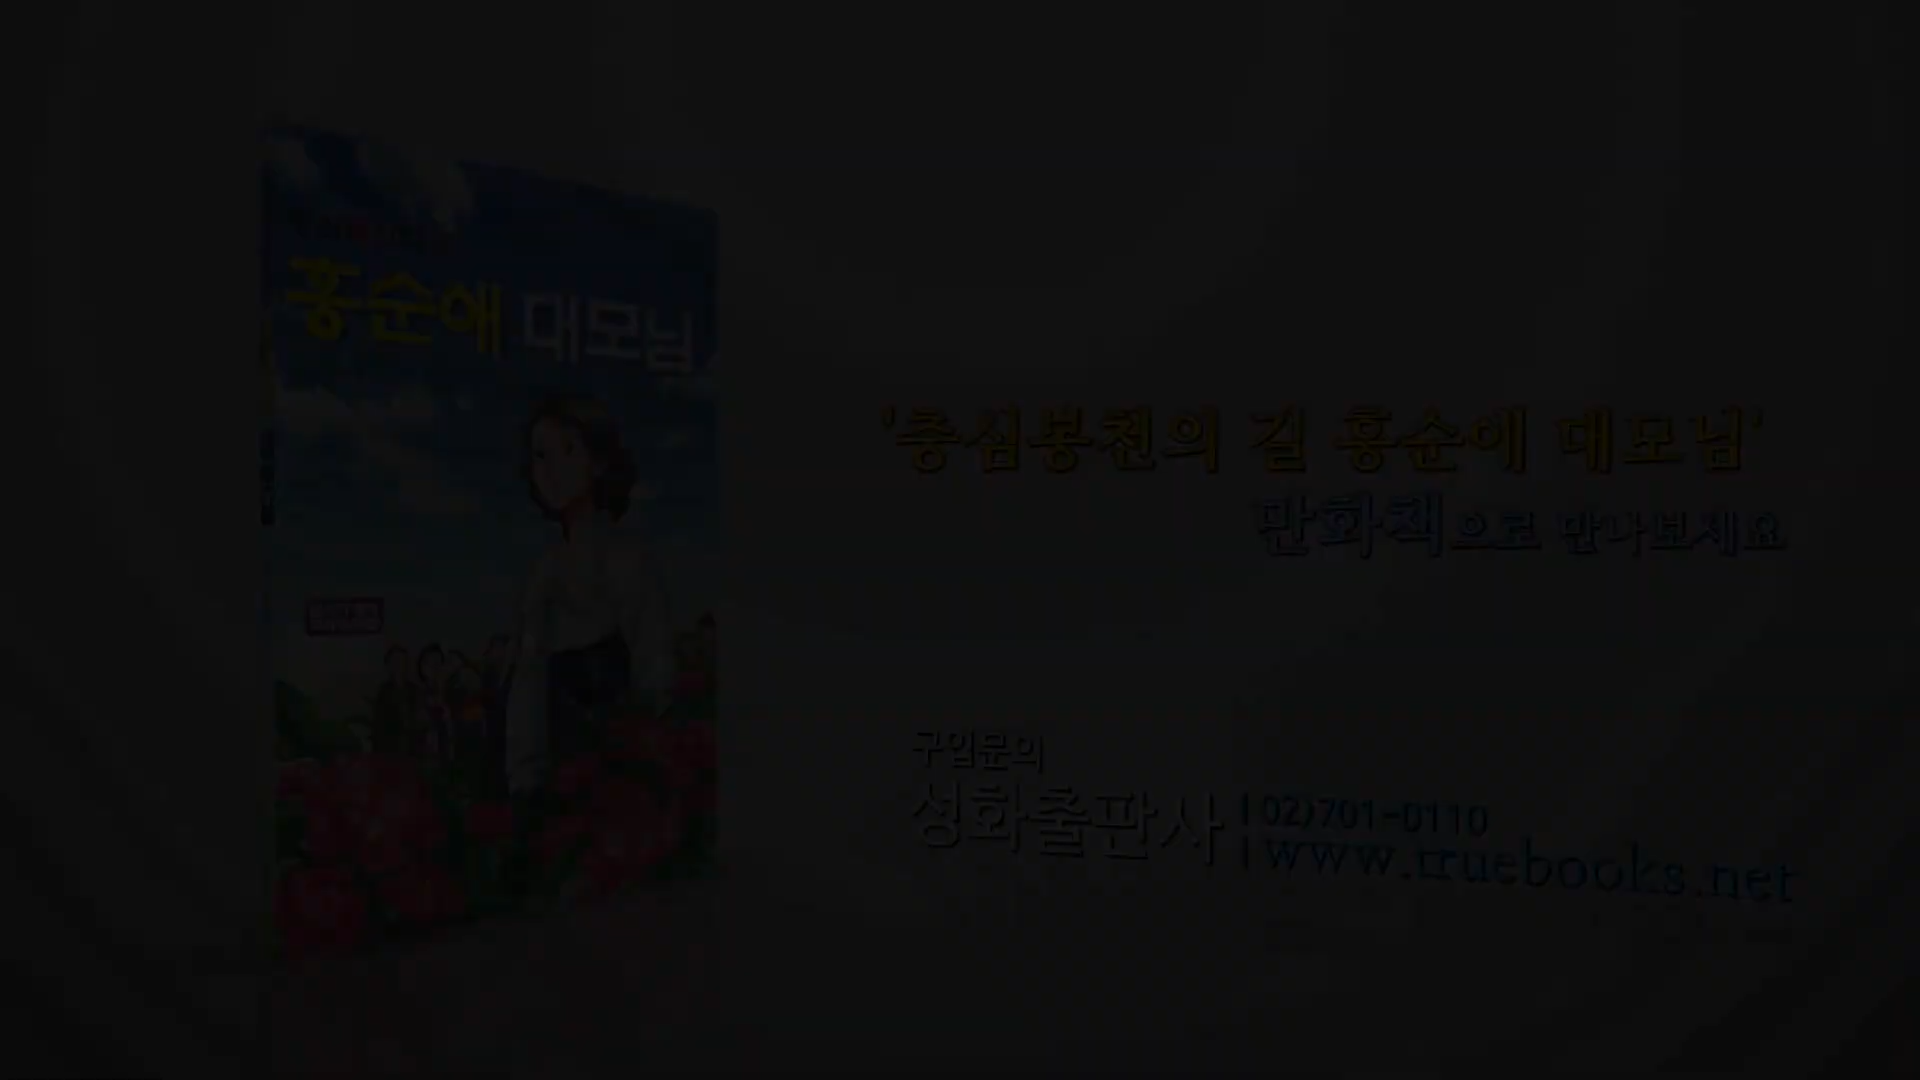 홍순애 대모님
'충심봉천의 길 홍순애 대모님'
만화책으로 만나보세요
구입문의
성화출판사
02)701-0110
www.truebooks.net